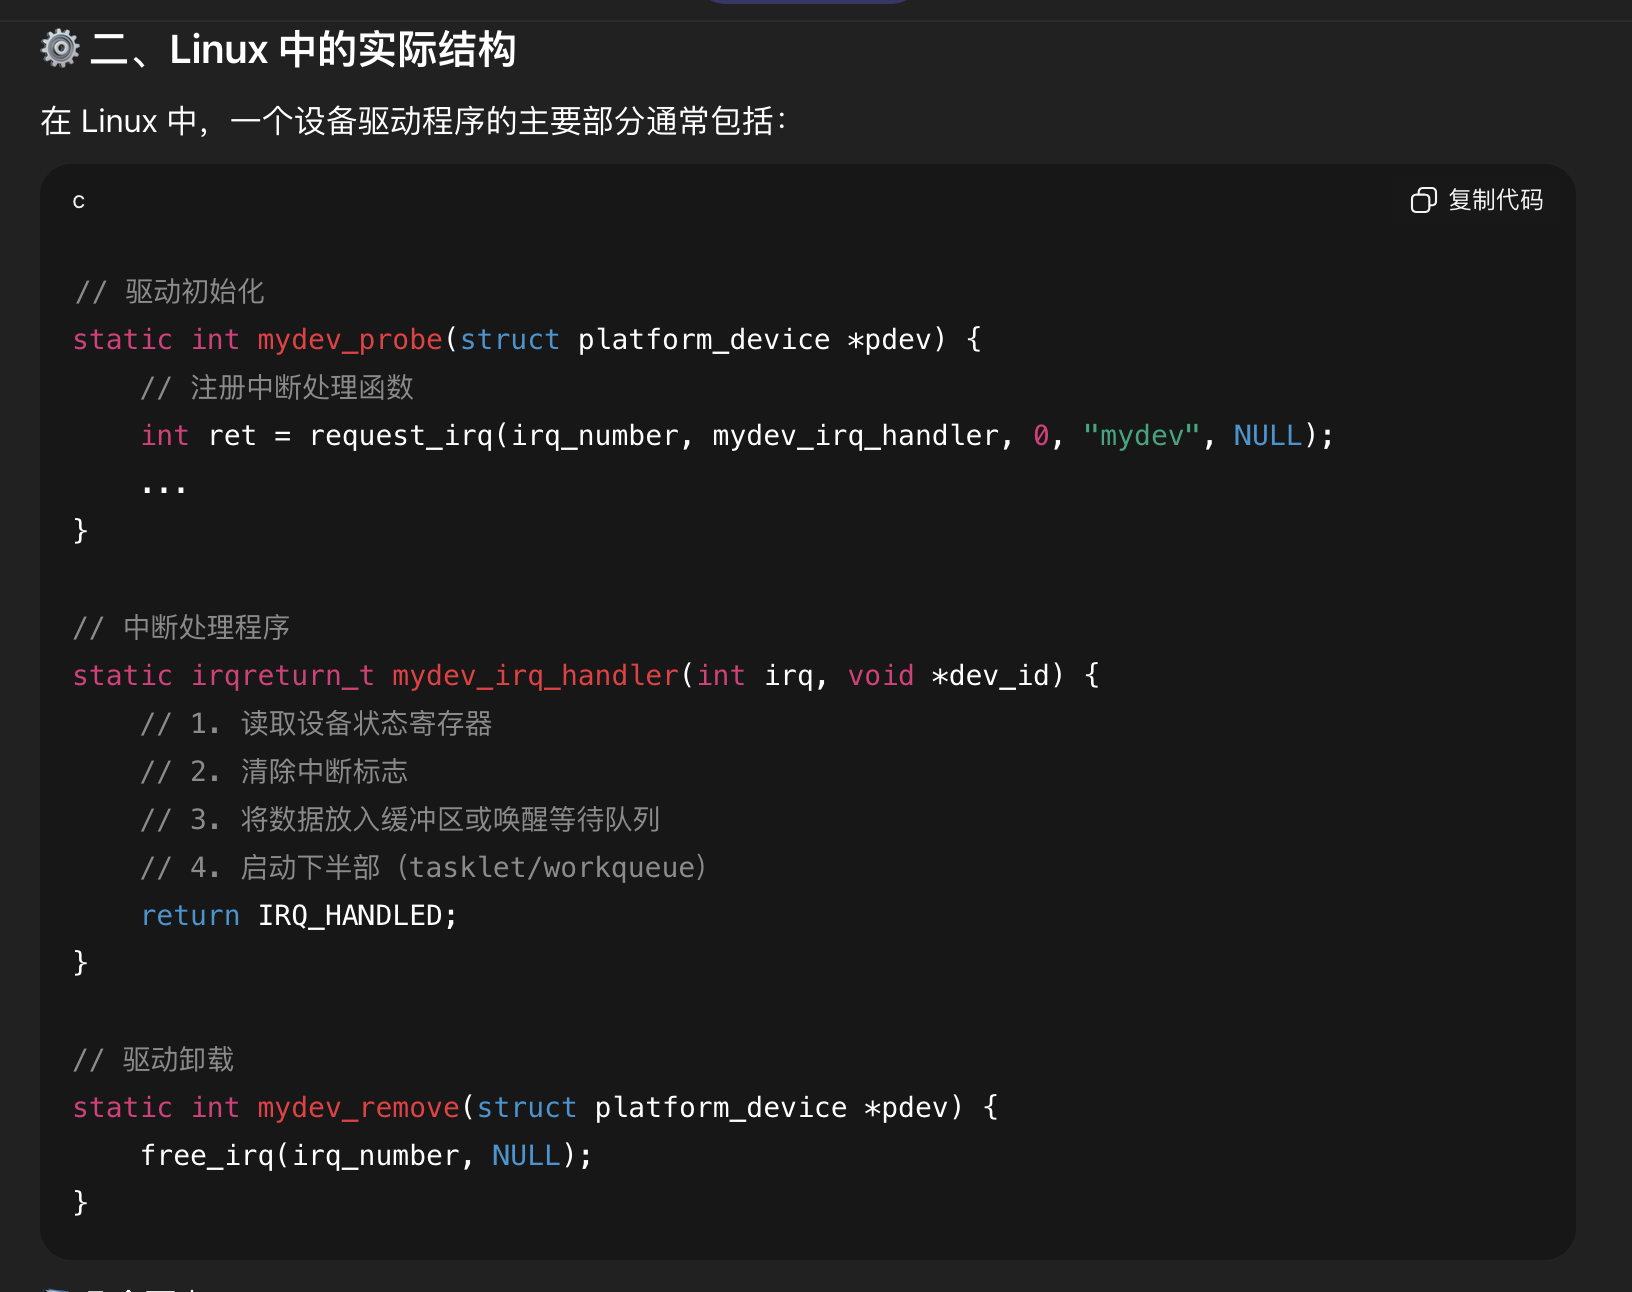 ⚙️ 二、Linux 中的实际结构
在 Linux 中，一个设备驱动程序的主要部分通常包括：
c
复制代码
// 驱动初始化
static int mydev_probe(struct platform_device *pdev) {
    // 注册中断处理函数
    int ret = request_irq(irq_number, mydev_irq_handler, 0, "mydev", NULL);
    ...
}
// 中断处理程序
static irqreturn_t mydev_irq_handler(int irq, void *dev_id) {
    // 1. 读取设备状态寄存器
    // 2. 清除中断标志
    // 3. 将数据放入缓冲区或唤醒等待队列
    // 4. 启动下半部（tasklet/workqueue）
    return IRQ_HANDLED;
}
// 驱动卸载
static int mydev_remove(struct platform_device *pdev) {
    free_irq(irq_number, NULL);
}